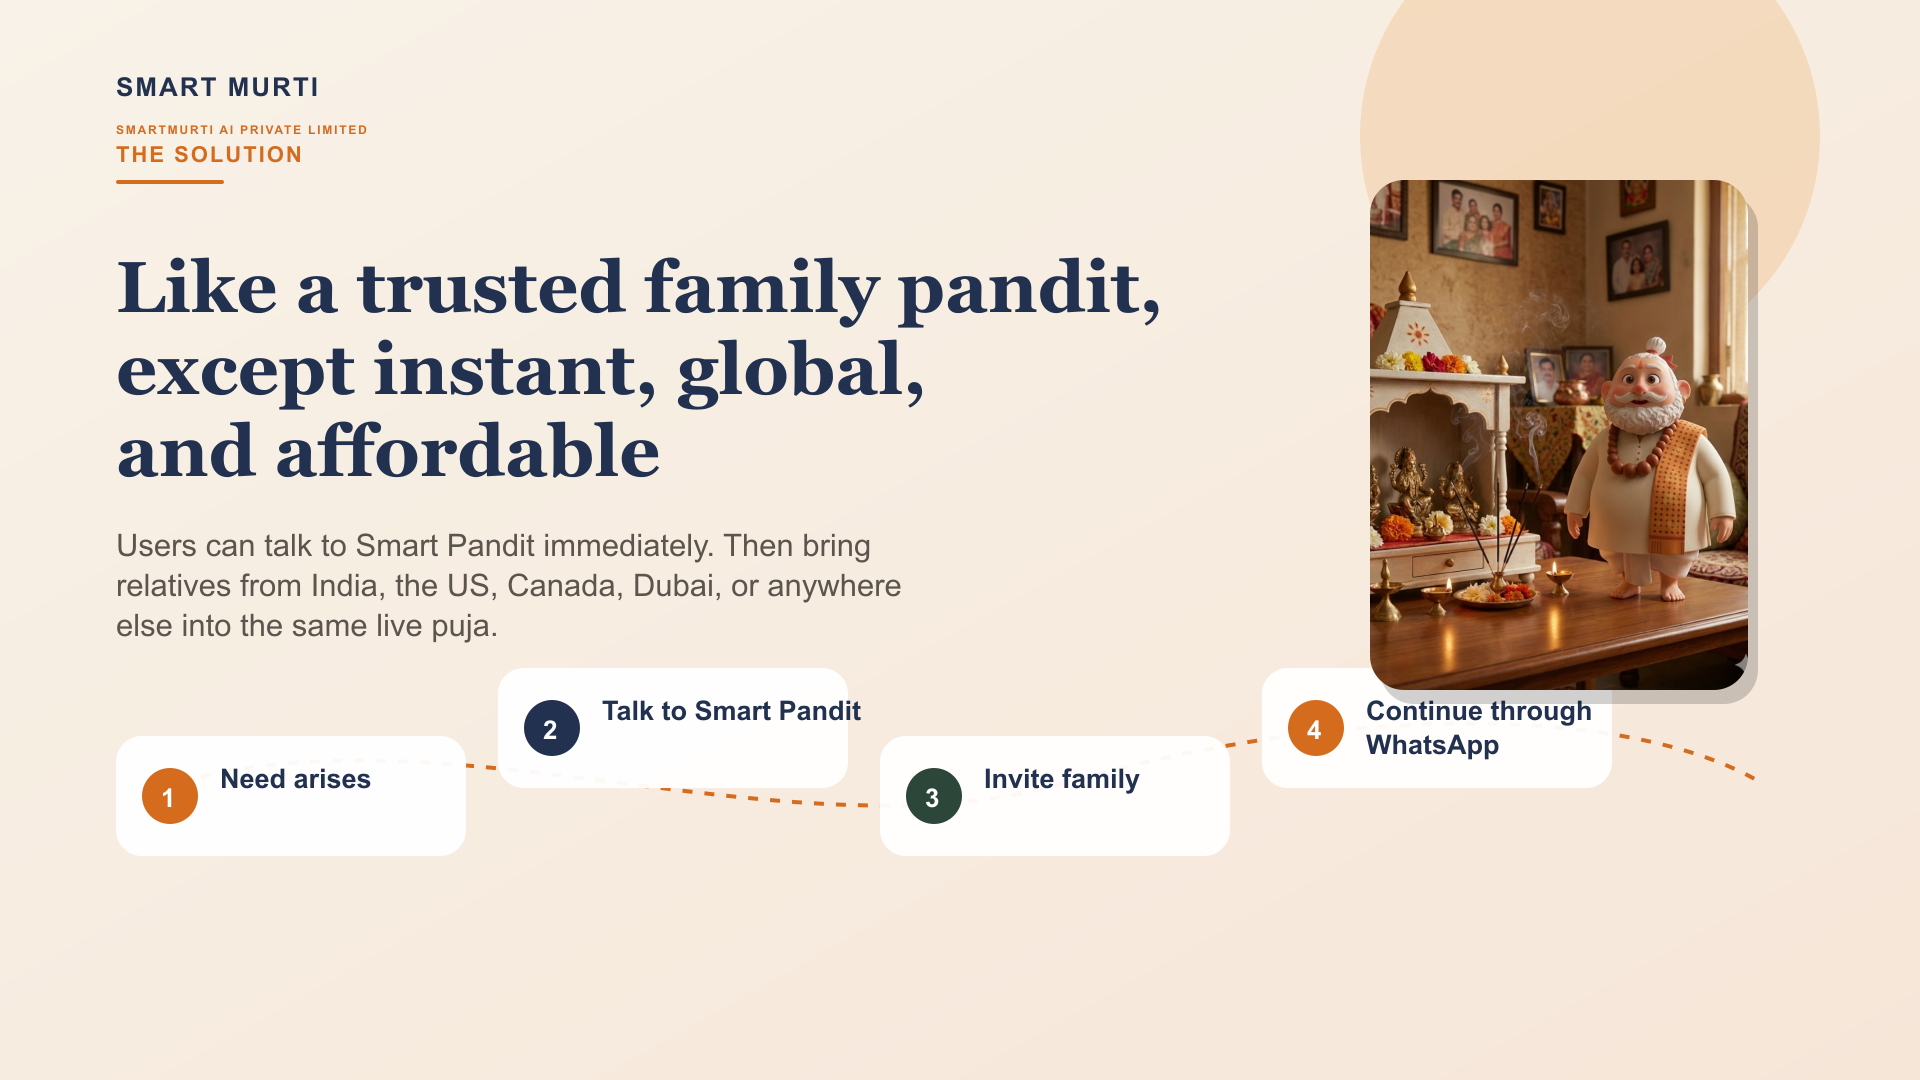 SMART MURTI
SMARTMURTI AI PRIVATE LIMITED
THE SOLUTION
Like a trusted family pandit,
except instant, global,
and affordable
Users can talk to Smart Pandit immediately. Then bring
relatives from India, the US, Canada, Dubai, or anywhere
else into the same live puja.
1
Need arises
2
Talk to Smart Pandit
3
Invite family
4
Continue through
WhatsApp